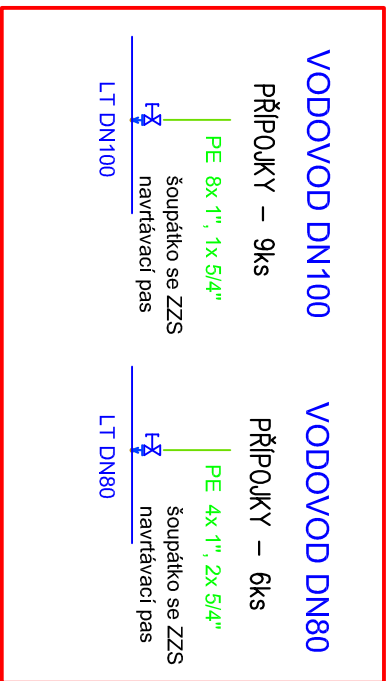 VODOVOD DN100
PŘÍPOJKY – 9ks
PE 8x 1", 1x 5/4"
šoupátko se ZZS
navrtávací pas
LT DN100
VODOVOD DN80
PŘÍPOJKY – 6ks
PE 4x 1", 2x 5/4"
šoupátko se ZZS
navrtávací pas
LT DN80